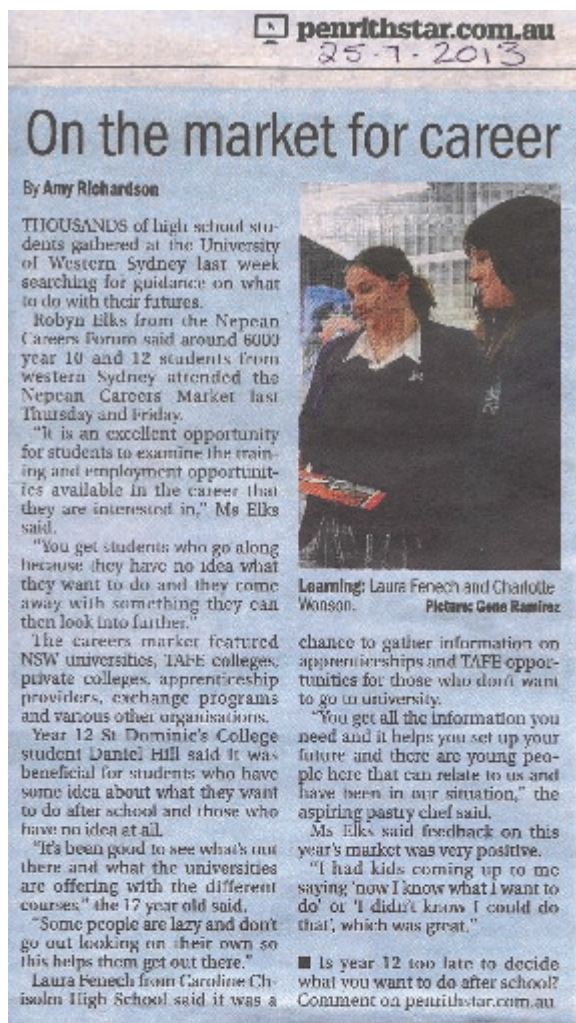 penrithstar.com.au
25-7-2013
On the market for career
By Amy Richardson
THOUSANDS of high school stu-
dents gathered at the University
of Western Sydney last week
searching for guidance on what
to do with their futures.
Robyn Elks from the Nepean
Careers Forum said around 6000
year 10 and 12 students from
western Sydney attended the
Nepean Careers Market last
Thursday and Friday.
"It is an excellent opportunity
for students to examine the train-
ing and employment opportunit-
ies available in the career that
they are interested in," Ms Elks
said.
"You get students who go along
because they have no idea what
they want to do and they come
away with something they can
then look into further."
The careers market featured
NSW universities, TAFE colleges,
private colleges, apprenticeship
providers, exchange programs
and various other organisations.
Year 12 St Dominic's College
student Daniel Hill said it was
beneficial for students who have
some idea about what they want
to do after school and those who
have no idea at all.
"It's been good to see what's out
there and what the universities
are offering with the different
courses," the 17 year old said.
"Some people are lazy and don't
go out looking on their own so
this helps them get out there."
Laura Fenech from Caroline Ch-
isolm High School said it was a
Learning: Laura Fenech and Charlotte
Wonson. Picture: Gene Ramirez
chance to gather information on
apprenticeships and TAFE oppor-
tunities for those who don't want
to go to university.
"You get all the information you
need and it helps you set up your
future and there are young peo-
ple here that can relate to us and
have been in our situation," the
aspiring pastry chef said.
Ms Elks said feedback on this
year's market was very positive.
"I had kids coming up to me
saying 'now I know what I want to
do' or 'I didn't know I could do
that', which was great."
■ Is year 12 too late to decide
what you want to do after school?
Comment on penrithstar.com.au